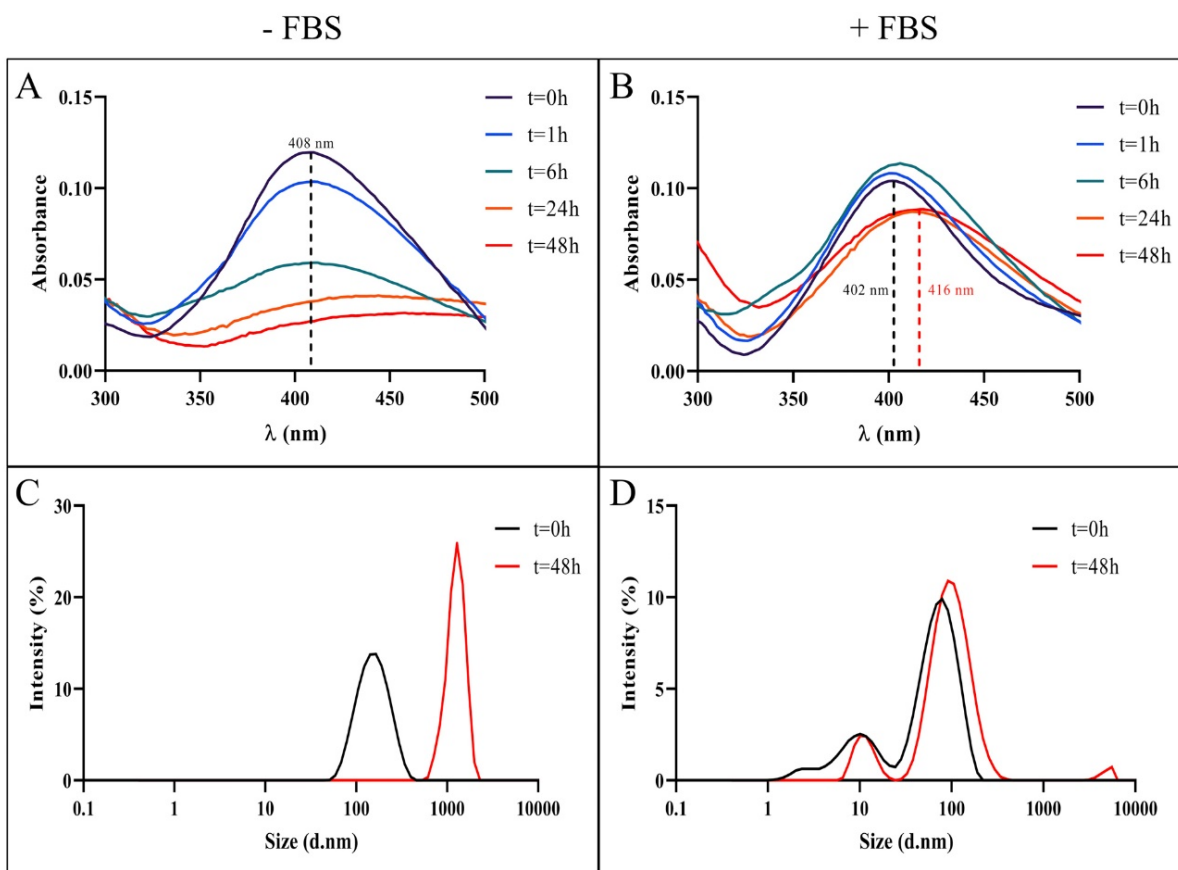 - FBS
+ FBS
A
0.15
0.10
0.05
0.00
Absorbance
300
350
400
450
500
λ (nm)
408 nm
t=0h
t=1h
t=6h
t=24h
t=48h
B
0.15
0.10
0.05
0.00
Absorbance
300
350
400
450
500
λ (nm)
402 nm
416 nm
t=0h
t=1h
t=6h
t=24h
t=48h
C
30
20
10
0
Intensity (%)
0.1
1
10
100
1000
10000
Size (d.nm)
t=0h
t=48h
D
15
10
5
0
Intensity (%)
0.1
1
10
100
1000
10000
Size (d.nm)
t=0h
t=48h